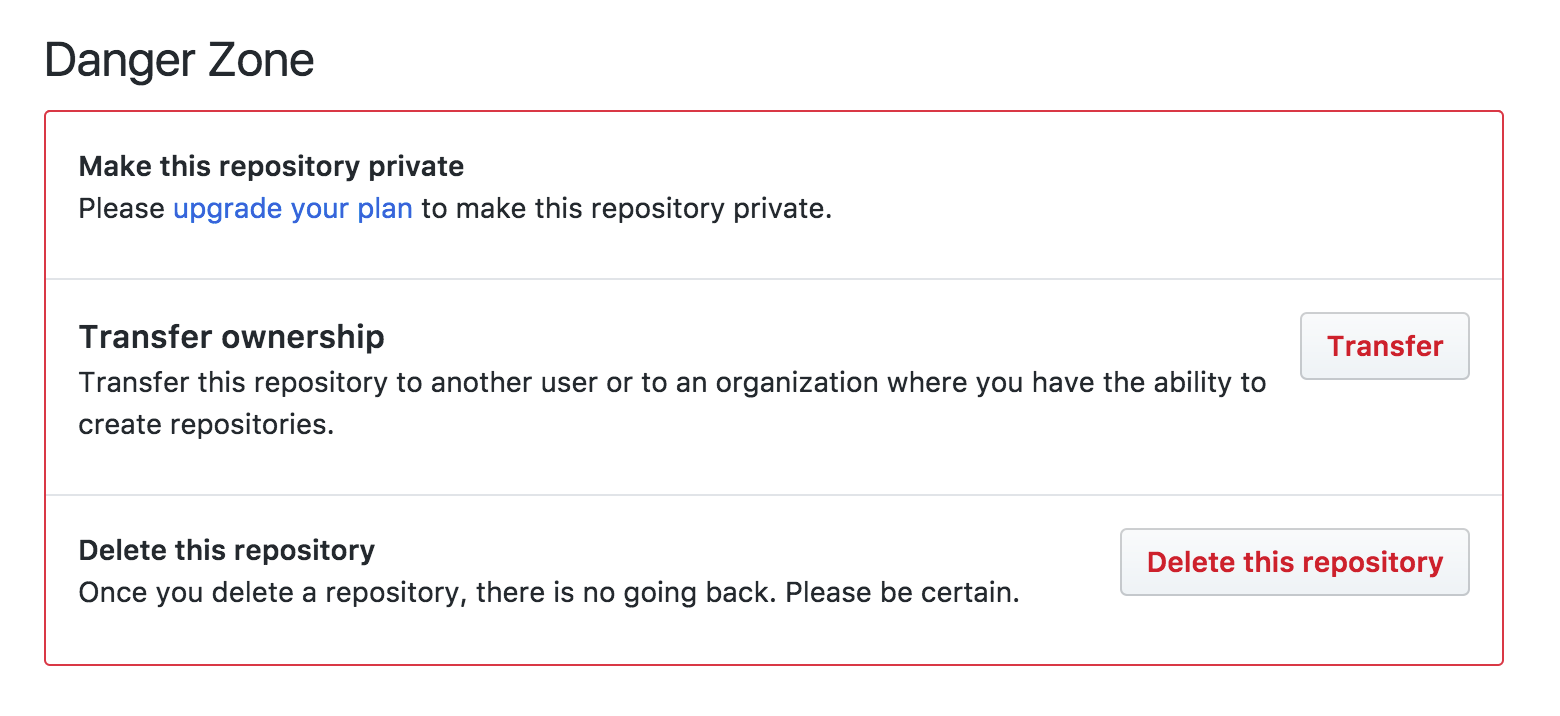 Danger Zone
Make this repository private
Please upgrade your plan to make this repository private.
Transfer ownership
Transfer
Transfer this repository to another user or to an organization where you have the ability to
create repositories.
Delete this repository
Delete this repository
Once you delete a repository, there is no going back. Please be certain.